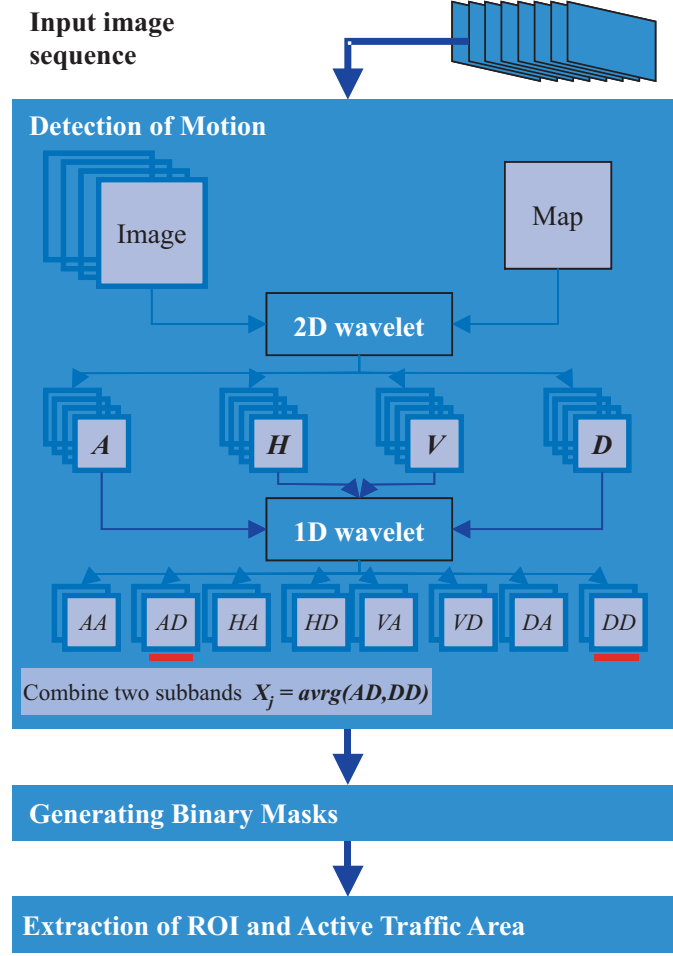 Input image
sequence
Detection of Motion
Image
Map
2D wavelet
A H V D
1D wavelet
AA AD HA HD VA VD DA DD
Combine two subbands X_j = avrg(AD,DD)
Generating Binary Masks
Extraction of ROI and Active Traffic Area